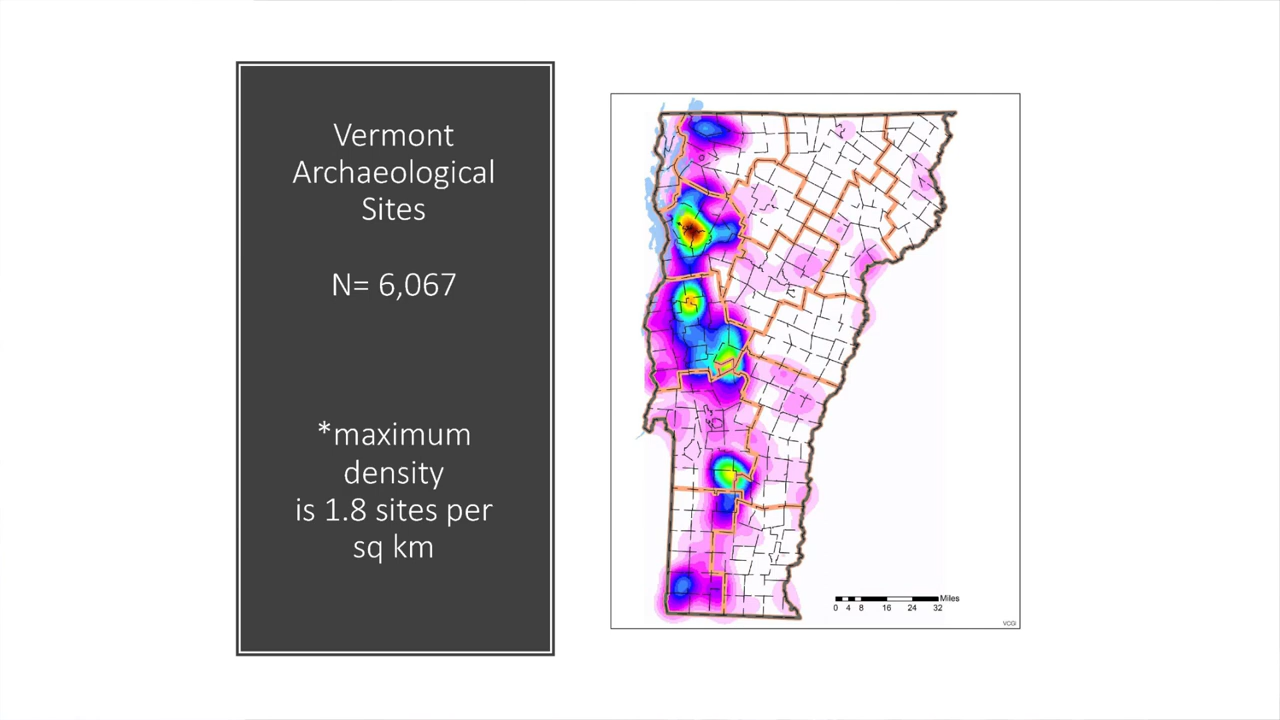 Vermont
Archaeological
Sites
N= 6,067
*maximum
density
is 1.8 sites per
sq km
Miles
0 4 8 16 24 32
VCGI